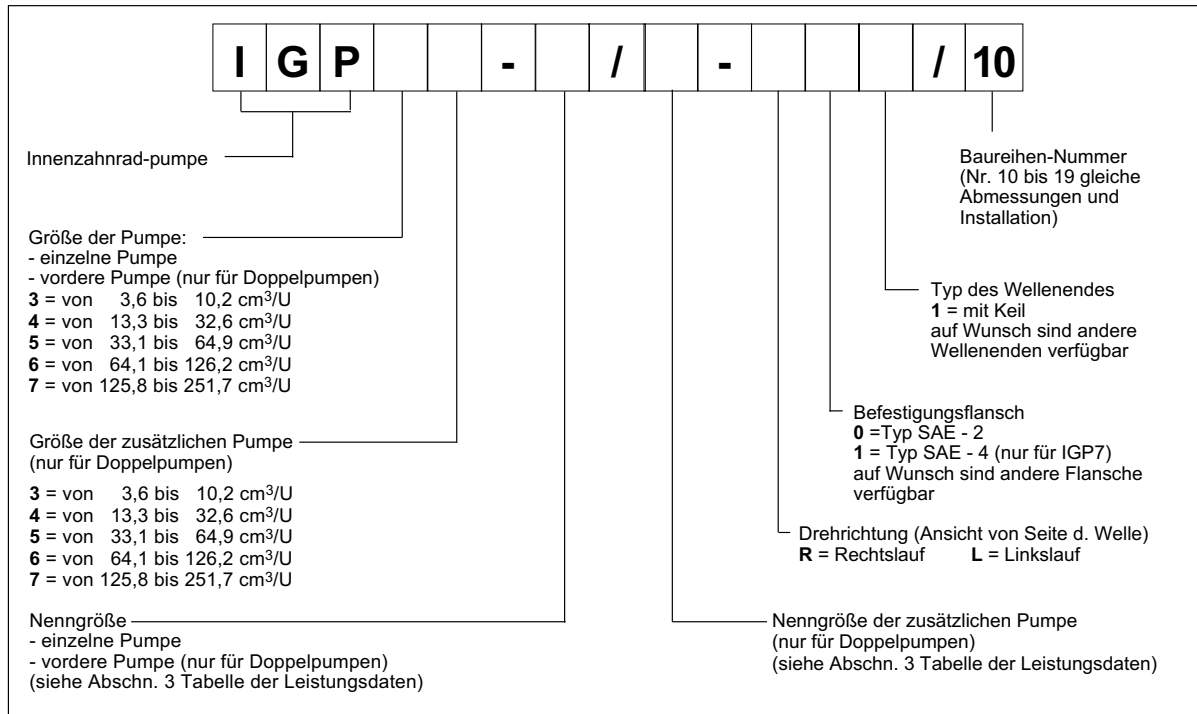 I G P - / - / 10
Innenzahnrad-pumpe
Baureihen-Nummer
(Nr. 10 bis 19 gleiche
Abmessungen und
Installation)
Größe der Pumpe:
- einzelne Pumpe
- vordere Pumpe (nur für Doppelpumpen)
3 = von 3,6 bis 10,2 cm³/U
4 = von 13,3 bis 32,6 cm³/U
5 = von 33,1 bis 64,9 cm³/U
6 = von 64,1 bis 126,2 cm³/U
7 = von 125,8 bis 251,7 cm³/U
Typ des Wellenendes
1 = mit Keil
auf Wunsch sind andere
Wellenenden verfügbar
Größe der zusätzlichen Pumpe
(nur für Doppelpumpen)
3 = von 3,6 bis 10,2 cm³/U
4 = von 13,3 bis 32,6 cm³/U
5 = von 33,1 bis 64,9 cm³/U
6 = von 64,1 bis 126,2 cm³/U
7 = von 125,8 bis 251,7 cm³/U
Befestigungsflansch
0 =Typ SAE - 2
1 = Typ SAE - 4 (nur für IGP7)
auf Wunsch sind andere Flansche
verfügbar
Drehrichtung (Ansicht von Seite d. Welle)
R = Rechtslauf L = Linkslauf
Nenngröße
- einzelne Pumpe
- vordere Pumpe (nur für Doppelpumpen)
(siehe Abschn. 3 Tabelle der Leistungsdaten)
Nenngröße der zusätzlichen Pumpe
(nur für Doppelpumpen)
(siehe Abschn. 3 Tabelle der Leistungsdaten)